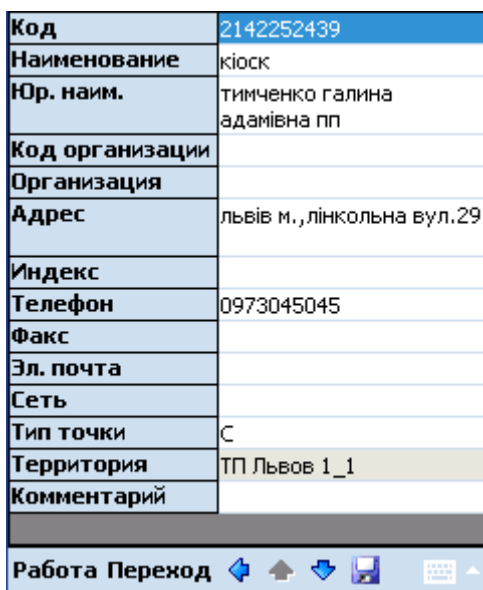 Код 2142252439
Наименование кіоск
Юр. наим. тимченко галина
адамівна пп
Код организации
Организация
Адрес львів м.,лінкольна вул.29
Индекс
Телефон 0973045045
Факс
Эл. почта
Сеть
Тип точки С
Территория ТП Львов 1_1
Комментарий
Работа Переход